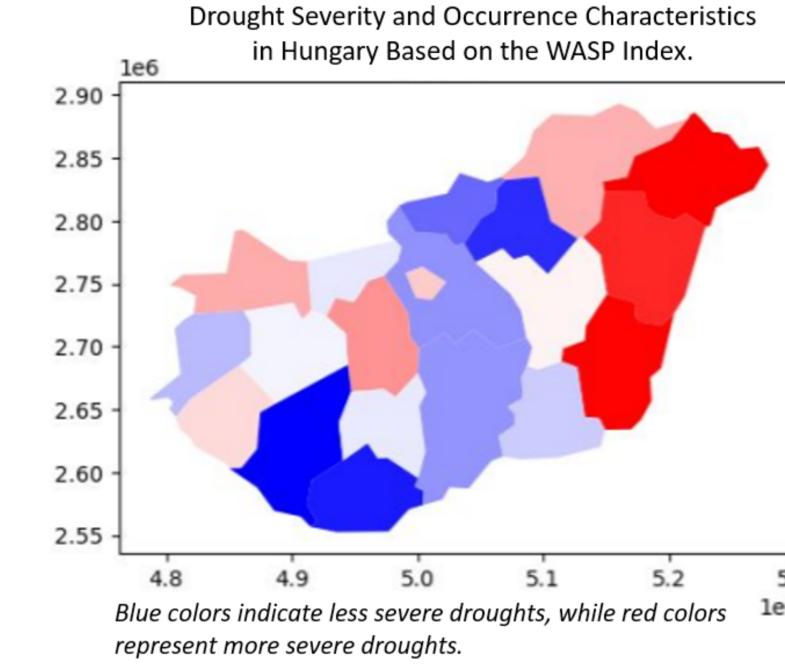 Drought Severity and Occurrence Characteristics
in Hungary Based on the WASP Index.
1e6
2.90
2.85
2.80
2.75
2.70
2.65
2.60
2.55
4.8 4.9 5.0 5.1 5.2 5
1e
Blue colors indicate less severe droughts, while red colors
represent more severe droughts.